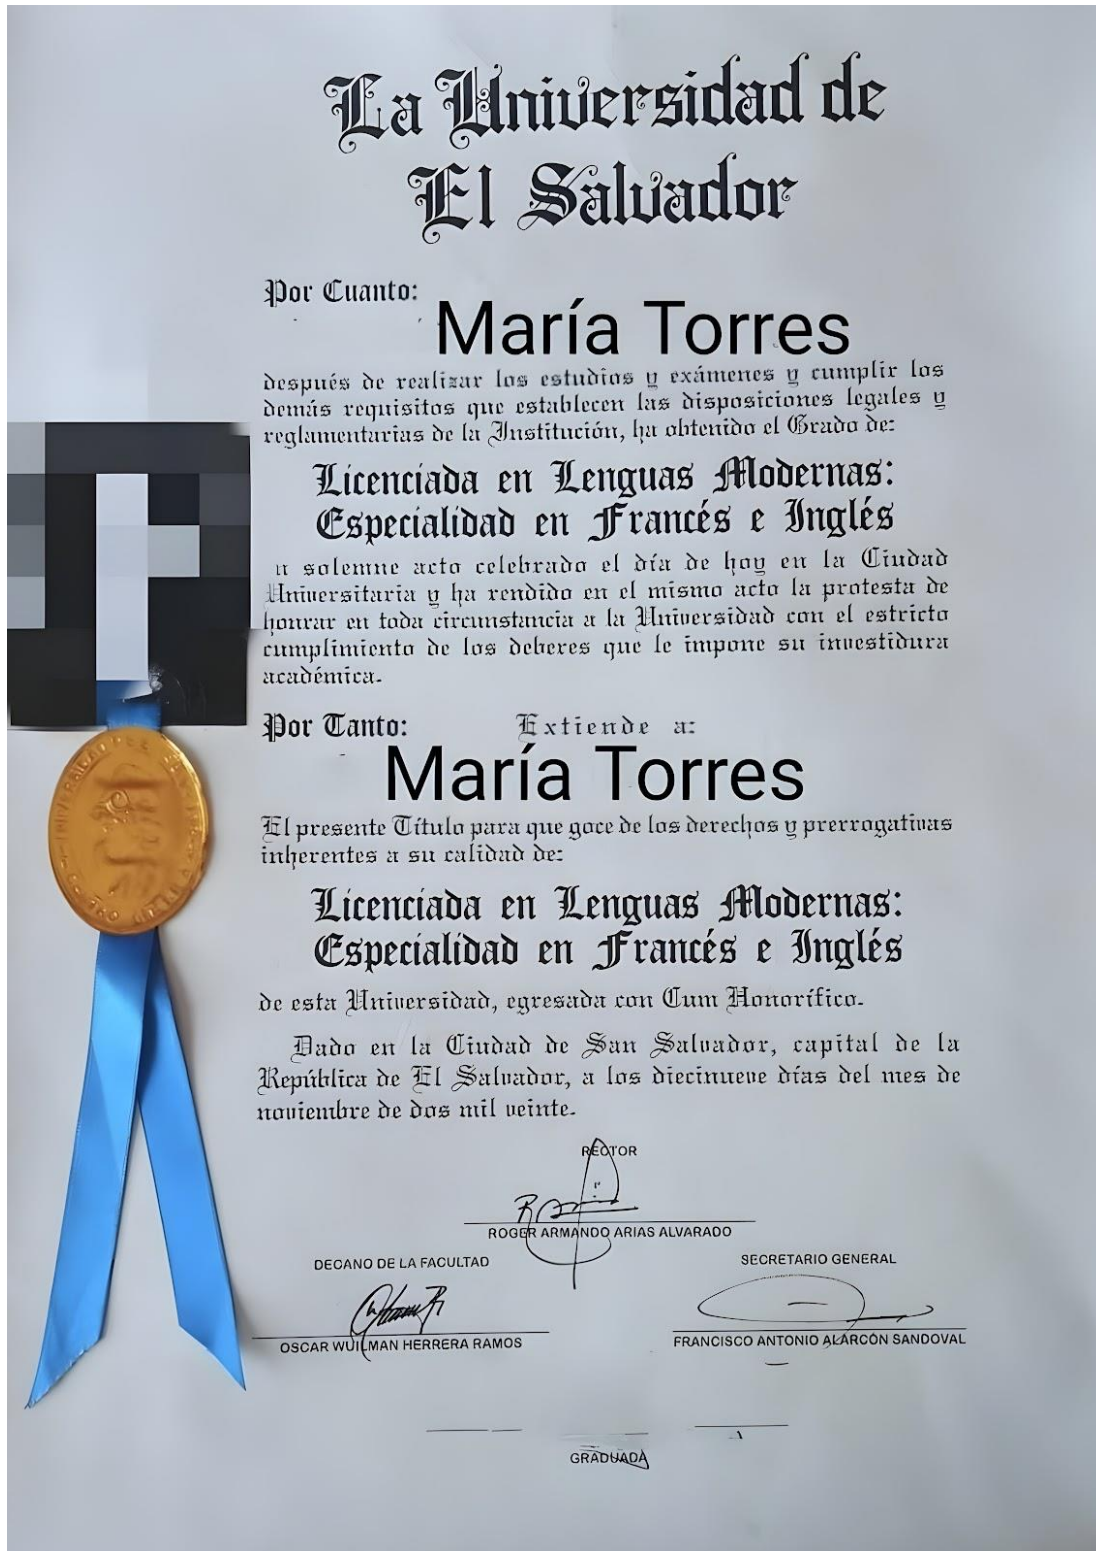 La Universidad de
El Salvador
Por Cuanto:
María Torres
después de realizar los estudios y exámenes y cumplir los
demás requisitos que establecen las disposiciones legales y
reglamentarias de la Institución, ha obtenido el Grado de:
Licenciada en Lenguas Modernas:
Especialidad en Francés e Inglés
n solemne acto celebrado el día de hoy en la Ciudad
Universitaria y ha rendido en el mismo acto la protesta de
honrar en toda circunstancia a la Universidad con el estricto
cumplimiento de los deberes que le impone su investidura
académica.
Por Tanto: Extiende a:
María Torres
El presente Título para que goce de los derechos y prerrogativas
inherentes a su calidad de:
Licenciada en Lenguas Modernas:
Especialidad en Francés e Inglés
de esta Universidad, egresada con Cum Honorífico.
Dado en la Ciudad de San Salvador, capital de la
República de El Salvador, a los diecinueve días del mes de
noviembre de dos mil veinte.
RECTOR
ROGER ARMANDO ARIAS ALVARADO
DECANO DE LA FACULTAD
SECRETARIO GENERAL
OSCAR WUILMAN HERRERA RAMOS
FRANCISCO ANTONIO ALARCÓN SANDOVAL
GRADUADA